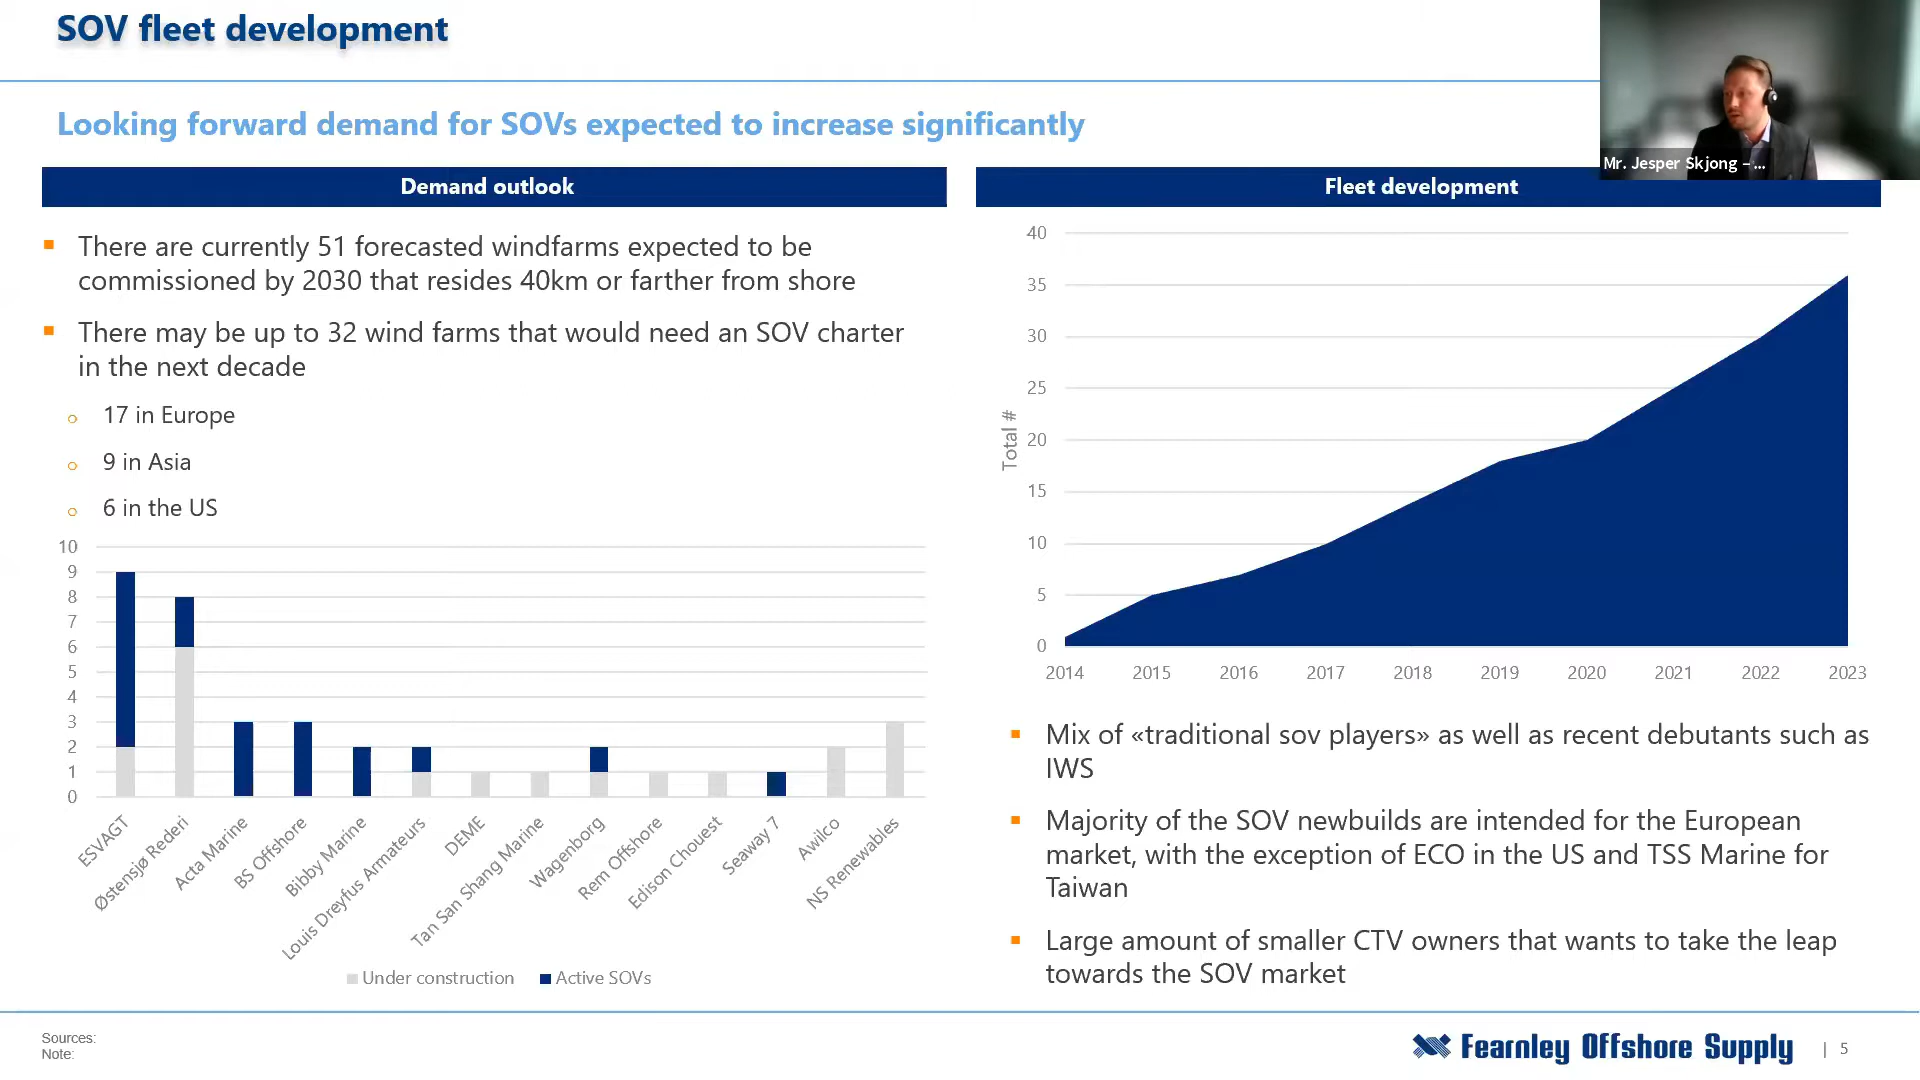 SOV fleet development
Looking forward demand for SOVs expected to increase significantly
Mr. Jesper Skjong – ...
Demand outlook
There are currently 51 forecasted windfarms expected to be
commissioned by 2030 that resides 40km or farther from shore
There may be up to 32 wind farms that would need an SOV charter
in the next decade
17 in Europe
9 in Asia
6 in the US
10
9
8
7
6
5
4
3
2
1
0
ESVAGT
Østensjø Rederi
Acta Marine
BS Offshore
Bibby Marine
Louis Dreyfus Armateurs
DEME
Tan San Shang Marine
Wagenborg
Rem Offshore
Edison Chouest
Seaway 7
Awilco
NS Renewables
Under construction
Active SOVs
Fleet development
Total #
40
35
30
25
20
15
10
5
0
2014 2015 2016 2017 2018 2019 2020 2021 2022 2023
Mix of «traditional sov players» as well as recent debutants such as
IWS
Majority of the SOV newbuilds are intended for the European
market, with the exception of ECO in the US and TSS Marine for
Taiwan
Large amount of smaller CTV owners that wants to take the leap
towards the SOV market
Sources:
Note:
Fearnley Offshore Supply
| 5